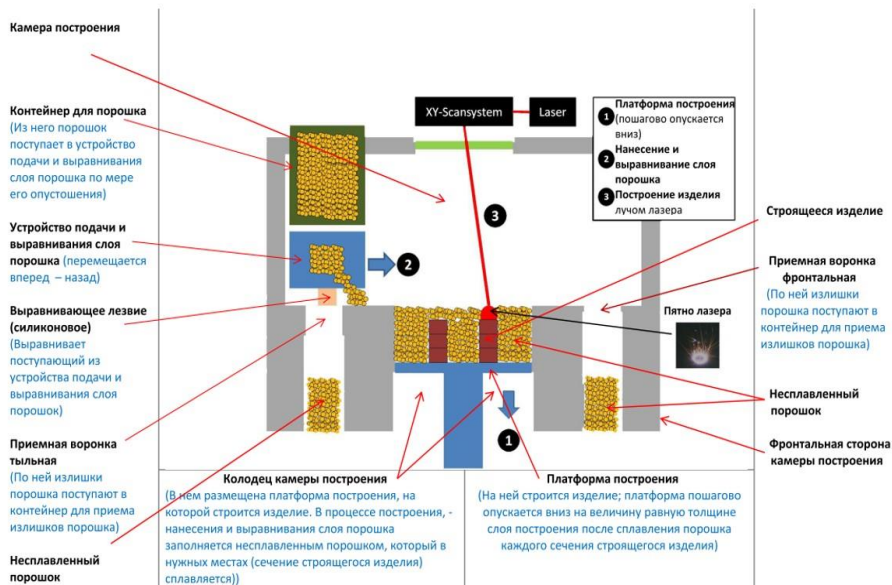 Камера построения
Контейнер для порошка
(Из него порошок
поступает в устройство
подачи и выравнивания
слоя порошка по мере
его опустошения)
Устройство подачи и
выравнивания слоя
порошка (перемещается
вперед – назад)
Выравнивающее лезвие
(силиконовое)
(Выравнивает
поступающий из
устройства подачи и
выравнивания слоя
порошок)
Приемная воронка
тыльная
(По ней излишки
порошка поступают в
контейнер для приема
излишков порошка)
Несплавленный
порошок
XY-Scansystem
Laser
1 Платформа построения
(пошагово опускается
вниз)
2 Нанесение и
выравнивание слоя
порошка
3 Построение изделия
лучом лазера
3
2
1
Пятно лазера
Строящееся изделие
Приемная воронка
фронтальная
(По ней излишки
порошка поступают в
контейнер для приема
излишков порошка)
Несплавленный
порошок
Фронтальная сторона
камеры построения
Колодец камеры построения
(В нем размещена платформа построения, на
которой строится изделие. В процессе построения, -
нанесения и выравнивания слоя порошка
заполняется несплавленным порошком, который в
нужных местах (сечение строящегося изделия)
сплавляется))
Платформа построения
(На ней строится изделие; платформа пошагово
опускается вниз на величину равную толщине
слоя построения после сплавления порошка
каждого сечения строящегося изделия)